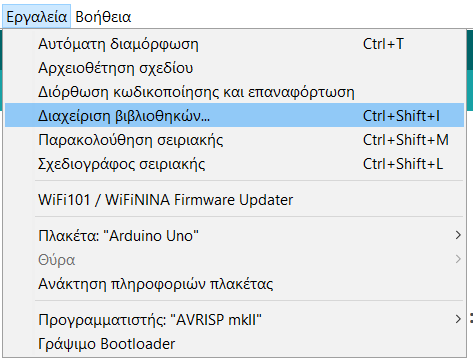 Εργαλεία Βοήθεια
Αυτόματη διαμόρφωση Ctrl+T
Αρχειοθέτηση σχεδίου
Διόρθωση κωδικοποίησης και επαναφόρτωση
Διαχείριση βιβλιοθηκών... Ctrl+Shift+I
Παρακολούθηση σειριακής Ctrl+Shift+M
Σχεδιογράφος σειριακής Ctrl+Shift+L
WiFi101 / WiFiNINA Firmware Updater
Πλακέτα: "Arduino Uno"
Θύρα
Ανάκτηση πληροφοριών πλακέτας
Προγραμματιστής: "AVRISP mkII"
Γράψιμο Bootloader